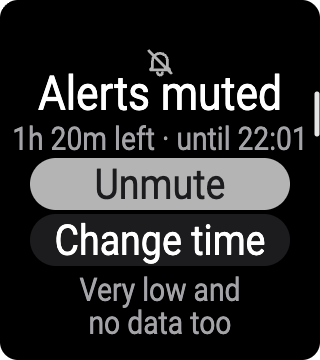 Alerts muted
1h 20m left · until 22:01
Unmute
Change time
Very low and
no data too